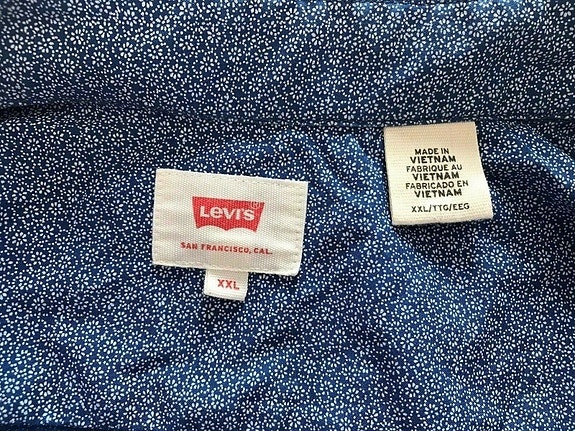 Levi's
SAN FRANCISCO, CAL.
XXL
MADE IN
VIETNAM
FABRIQUE AU
VIETNAM
FABRICADO EN
VIETNAM
XXL/TTG/EEG